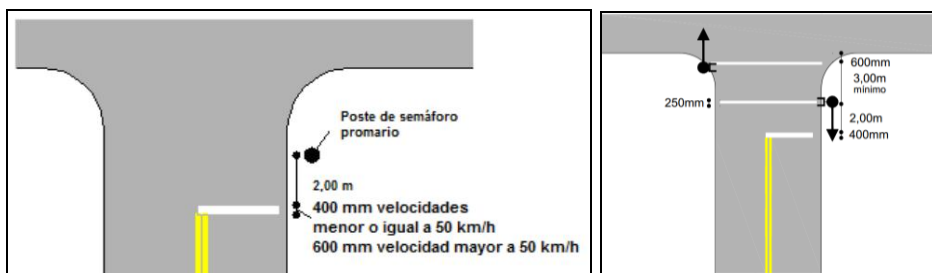 Poste de semáforo
promario
2,00 m
400 mm velocidades
menor o igual a 50 km/h
600 mm velocidad mayor a 50 km/h
600mm
3,00m
mínimo
250mm
2,00m
400mm